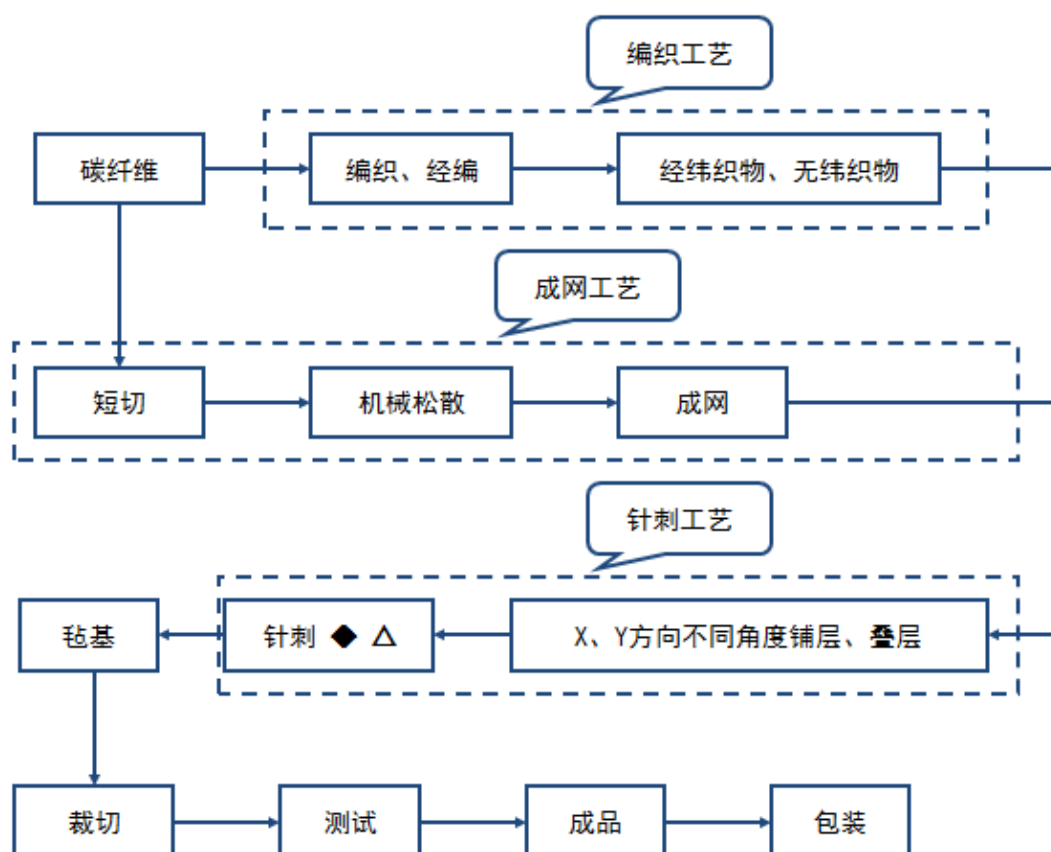 编织工艺
碳纤维
编织、经编
经纬织物、无纬织物
成网工艺
短切
机械松散
成网
针刺工艺
毡基
针刺 ◆ △
X、Y方向不同角度铺层、叠层
裁切
测试
成品
包装